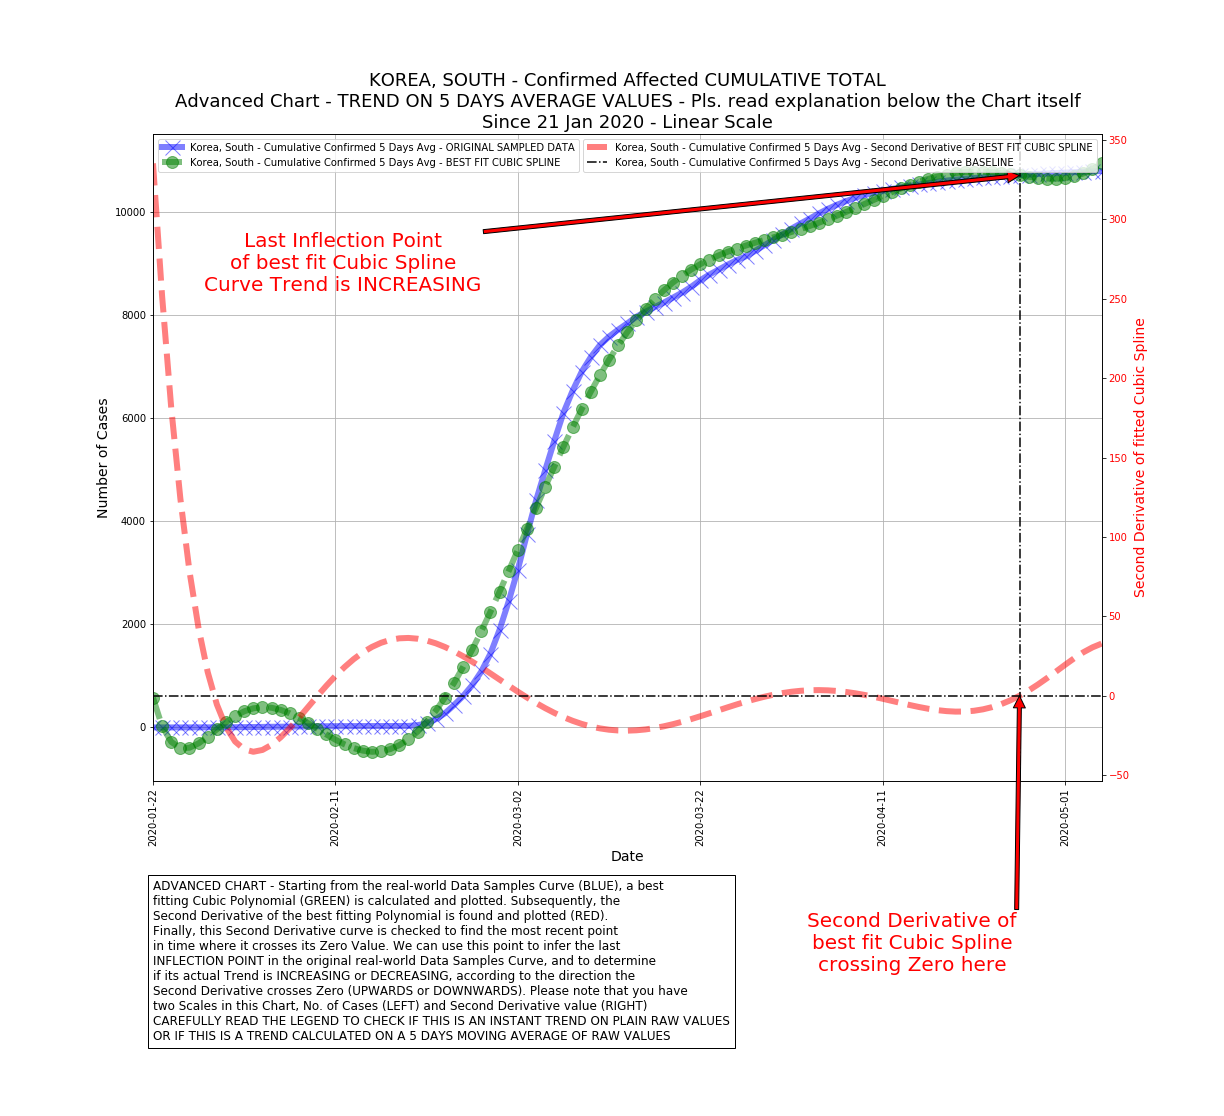 KOREA, SOUTH - Confirmed Affected CUMULATIVE TOTAL
Advanced Chart - TREND ON 5 DAYS AVERAGE VALUES - Pls. read explanation below the Chart itself
Since 21 Jan 2020 - Linear Scale
Korea, South - Cumulative Confirmed 5 Days Avg - ORIGINAL SAMPLED DATA
Korea, South - Cumulative Confirmed 5 Days Avg - BEST FIT CUBIC SPLINE
Korea, South - Cumulative Confirmed 5 Days Avg - Second Derivative of BEST FIT CUBIC SPLINE
Korea, South - Cumulative Confirmed 5 Days Avg - Second Derivative BASELINE
Last Inflection Point
of best fit Cubic Spline
Curve Trend is INCREASING
Number of Cases
10000
8000
6000
4000
2000
0
350
300
250
200
150
100
50
0
−50
Second Derivative of fitted Cubic Spline
2020-01-22
2020-02-11
2020-03-02
2020-03-22
2020-04-11
2020-05-01
Date
ADVANCED CHART - Starting from the real-world Data Samples Curve (BLUE), a best
fitting Cubic Polynomial (GREEN) is calculated and plotted. Subsequently, the
Second Derivative of the best fitting Polynomial is found and plotted (RED).
Finally, this Second Derivative curve is checked to find the most recent point
in time where it crosses its Zero Value. We can use this point to infer the last
INFLECTION POINT in the original real-world Data Samples Curve, and to determine
if its actual Trend is INCREASING or DECREASING, according to the direction the
Second Derivative crosses Zero (UPWARDS or DOWNWARDS). Please note that you have
two Scales in this Chart, No. of Cases (LEFT) and Second Derivative value (RIGHT)
CAREFULLY READ THE LEGEND TO CHECK IF THIS IS AN INSTANT TREND ON PLAIN RAW VALUES
OR IF THIS IS A TREND CALCULATED ON A 5 DAYS MOVING AVERAGE OF RAW VALUES
Second Derivative of
best fit Cubic Spline
crossing Zero here